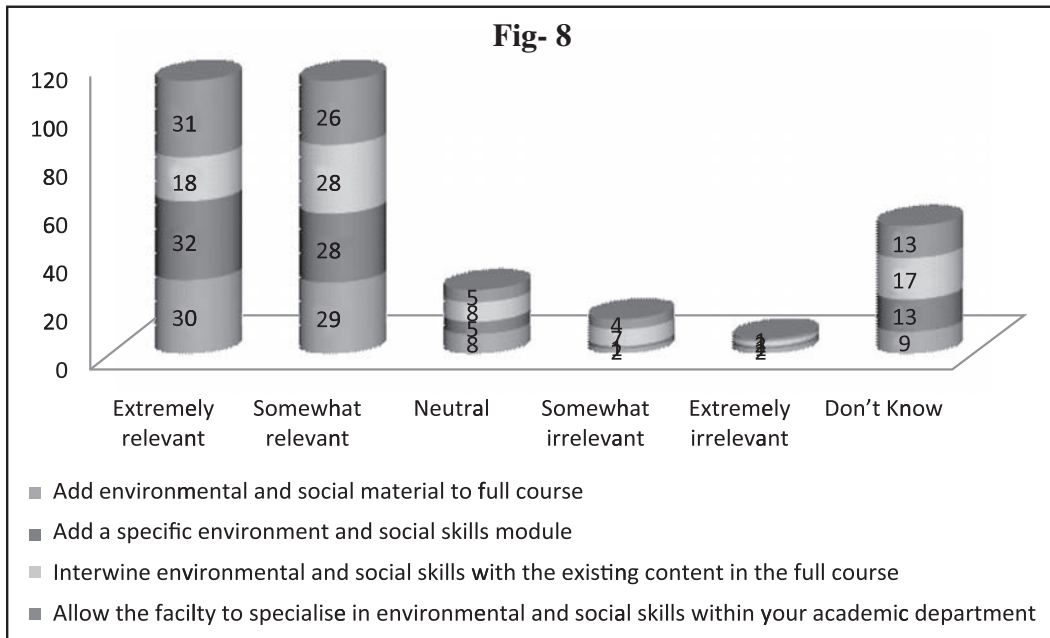 Fig- 8
120
100
80
60
40
20
0
31
18
32
30
26
28
28
29
5
8
5
8
4
7
13
17
13
9
Extremely relevant
Somewhat relevant
Neutral
Somewhat irrelevant
Extremely irrelevant
Don't Know
Add environmental and social material to full course
Add a specific environment and social skills module
Interwine environmental and social skills with the existing content in the full course
Allow the facilty to specialise in environmental and social skills within your academic department